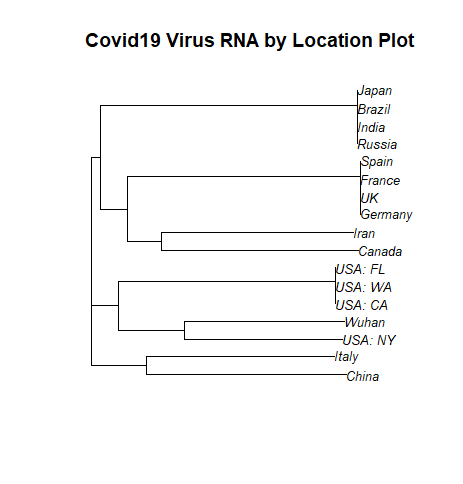 Covid19 Virus RNA by Location Plot
Japan
Brazil
India
Russia
Spain
France
UK
Germany
Iran
Canada
USA: FL
USA: WA
USA: CA
Wuhan
USA: NY
Italy
China